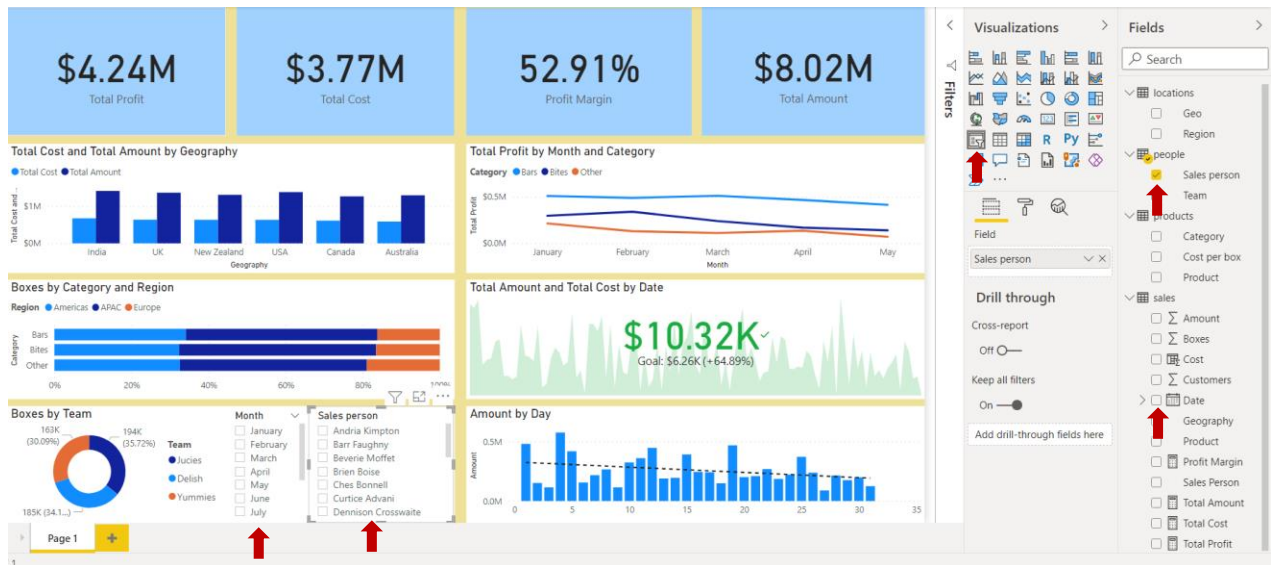 $4.24M
Total Profit
$3.77M
Total Cost
52.91%
Profit Margin
$8.02M
Total Amount
Total Cost and Total Amount by Geography
Total Cost Total Amount
Total Cost and ...
$1M
$0M
India UK New Zealand USA Canada Australia
Geography
Total Profit by Month and Category
Category Bars Bites Other
Total Profit
$0.5M
$0.0M
January February March April May
Month
Boxes by Category and Region
Region Americas APAC Europe
Category
Bars
Bites
Other
0% 20% 40% 60% 80% 100%
Total Amount and Total Cost by Date
$10.32K
Goal: $6.26K (+64.89%)
Boxes by Team
163K
(30.09%)
194K
(35.72%)
185K (34.1...)
Team
Jucies
Delish
Yummies
Month
January
February
March
April
May
June
July
Sales person
Andria Kimpton
Barr Faughny
Beverie Moffet
Brien Boise
Ches Bonnell
Curtice Advani
Dennison Crosswaite
Amount by Day
Amount
0.5M
0.0M
0 5 10 15 20 25 30 35
Page 1
Filters
Visualizations
R Py
123
...
Field
Sales person
Drill through
Cross-report
Off
Keep all filters
On
Add drill-through fields here
Fields
Search
locations
Geo
Region
people
Sales person
Team
products
Category
Cost per box
Product
sales
Amount
Boxes
Cost
Customers
Date
Geography
Product
Profit Margin
Sales Person
Total Amount
Total Cost
Total Profit
1